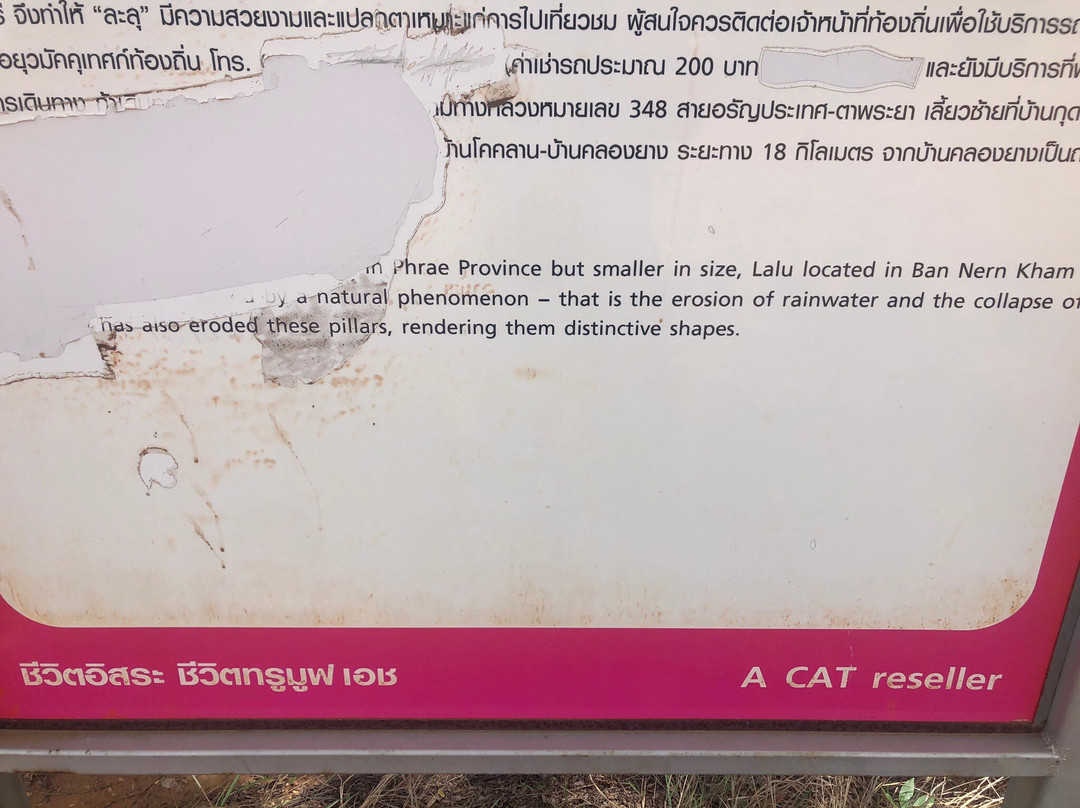 จึงทำให้ “ละลุ” มีความสวยงามและแปลกตาเหมาะแก่การไปเที่ยวชม ผู้สนใจควรติดต่อเจ้าหน้าที่ท้องถิ่นเพื่อใช้บริการ
ยุวมัคคุเทศก์ท้องถิ่น โทร. ค่าเช่ารถประมาณ 200 บาท และยังมีบริการที่
การเดินทาง ทางหลวงหมายเลข 348 สายอรัญประเทศ-ตาพระยา เลี้ยวซ้ายที่บ้านกุด
บ้านโคคลาน-บ้านคลองยาง ระยะทาง 18 กิโลเมตร จากบ้านคลองยางเป็น
in Phrae Province but smaller in size, Lalu located in Ban Nern Kham
by a natural phenomenon – that is the erosion of rainwater and the collapse of
has also eroded these pillars, rendering them distinctive shapes.
ชีวิตอิสระ ชีวิตทรูมูฟ เอช
A CAT reseller